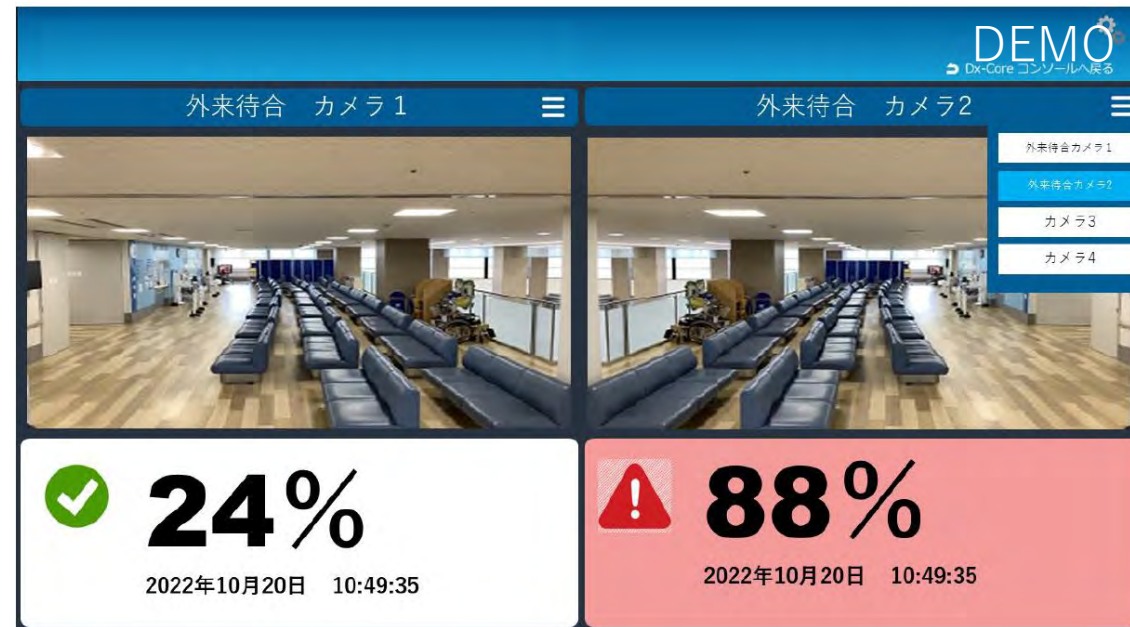 DEMO
Dx-Core コンソールへ戻る
外来待合 カメラ1
外来待合 カメラ2
外来待合カメラ1
外来待合カメラ2
カメラ3
カメラ4
24%
2022年10月20日 10:49:35
88%
2022年10月20日 10:49:35